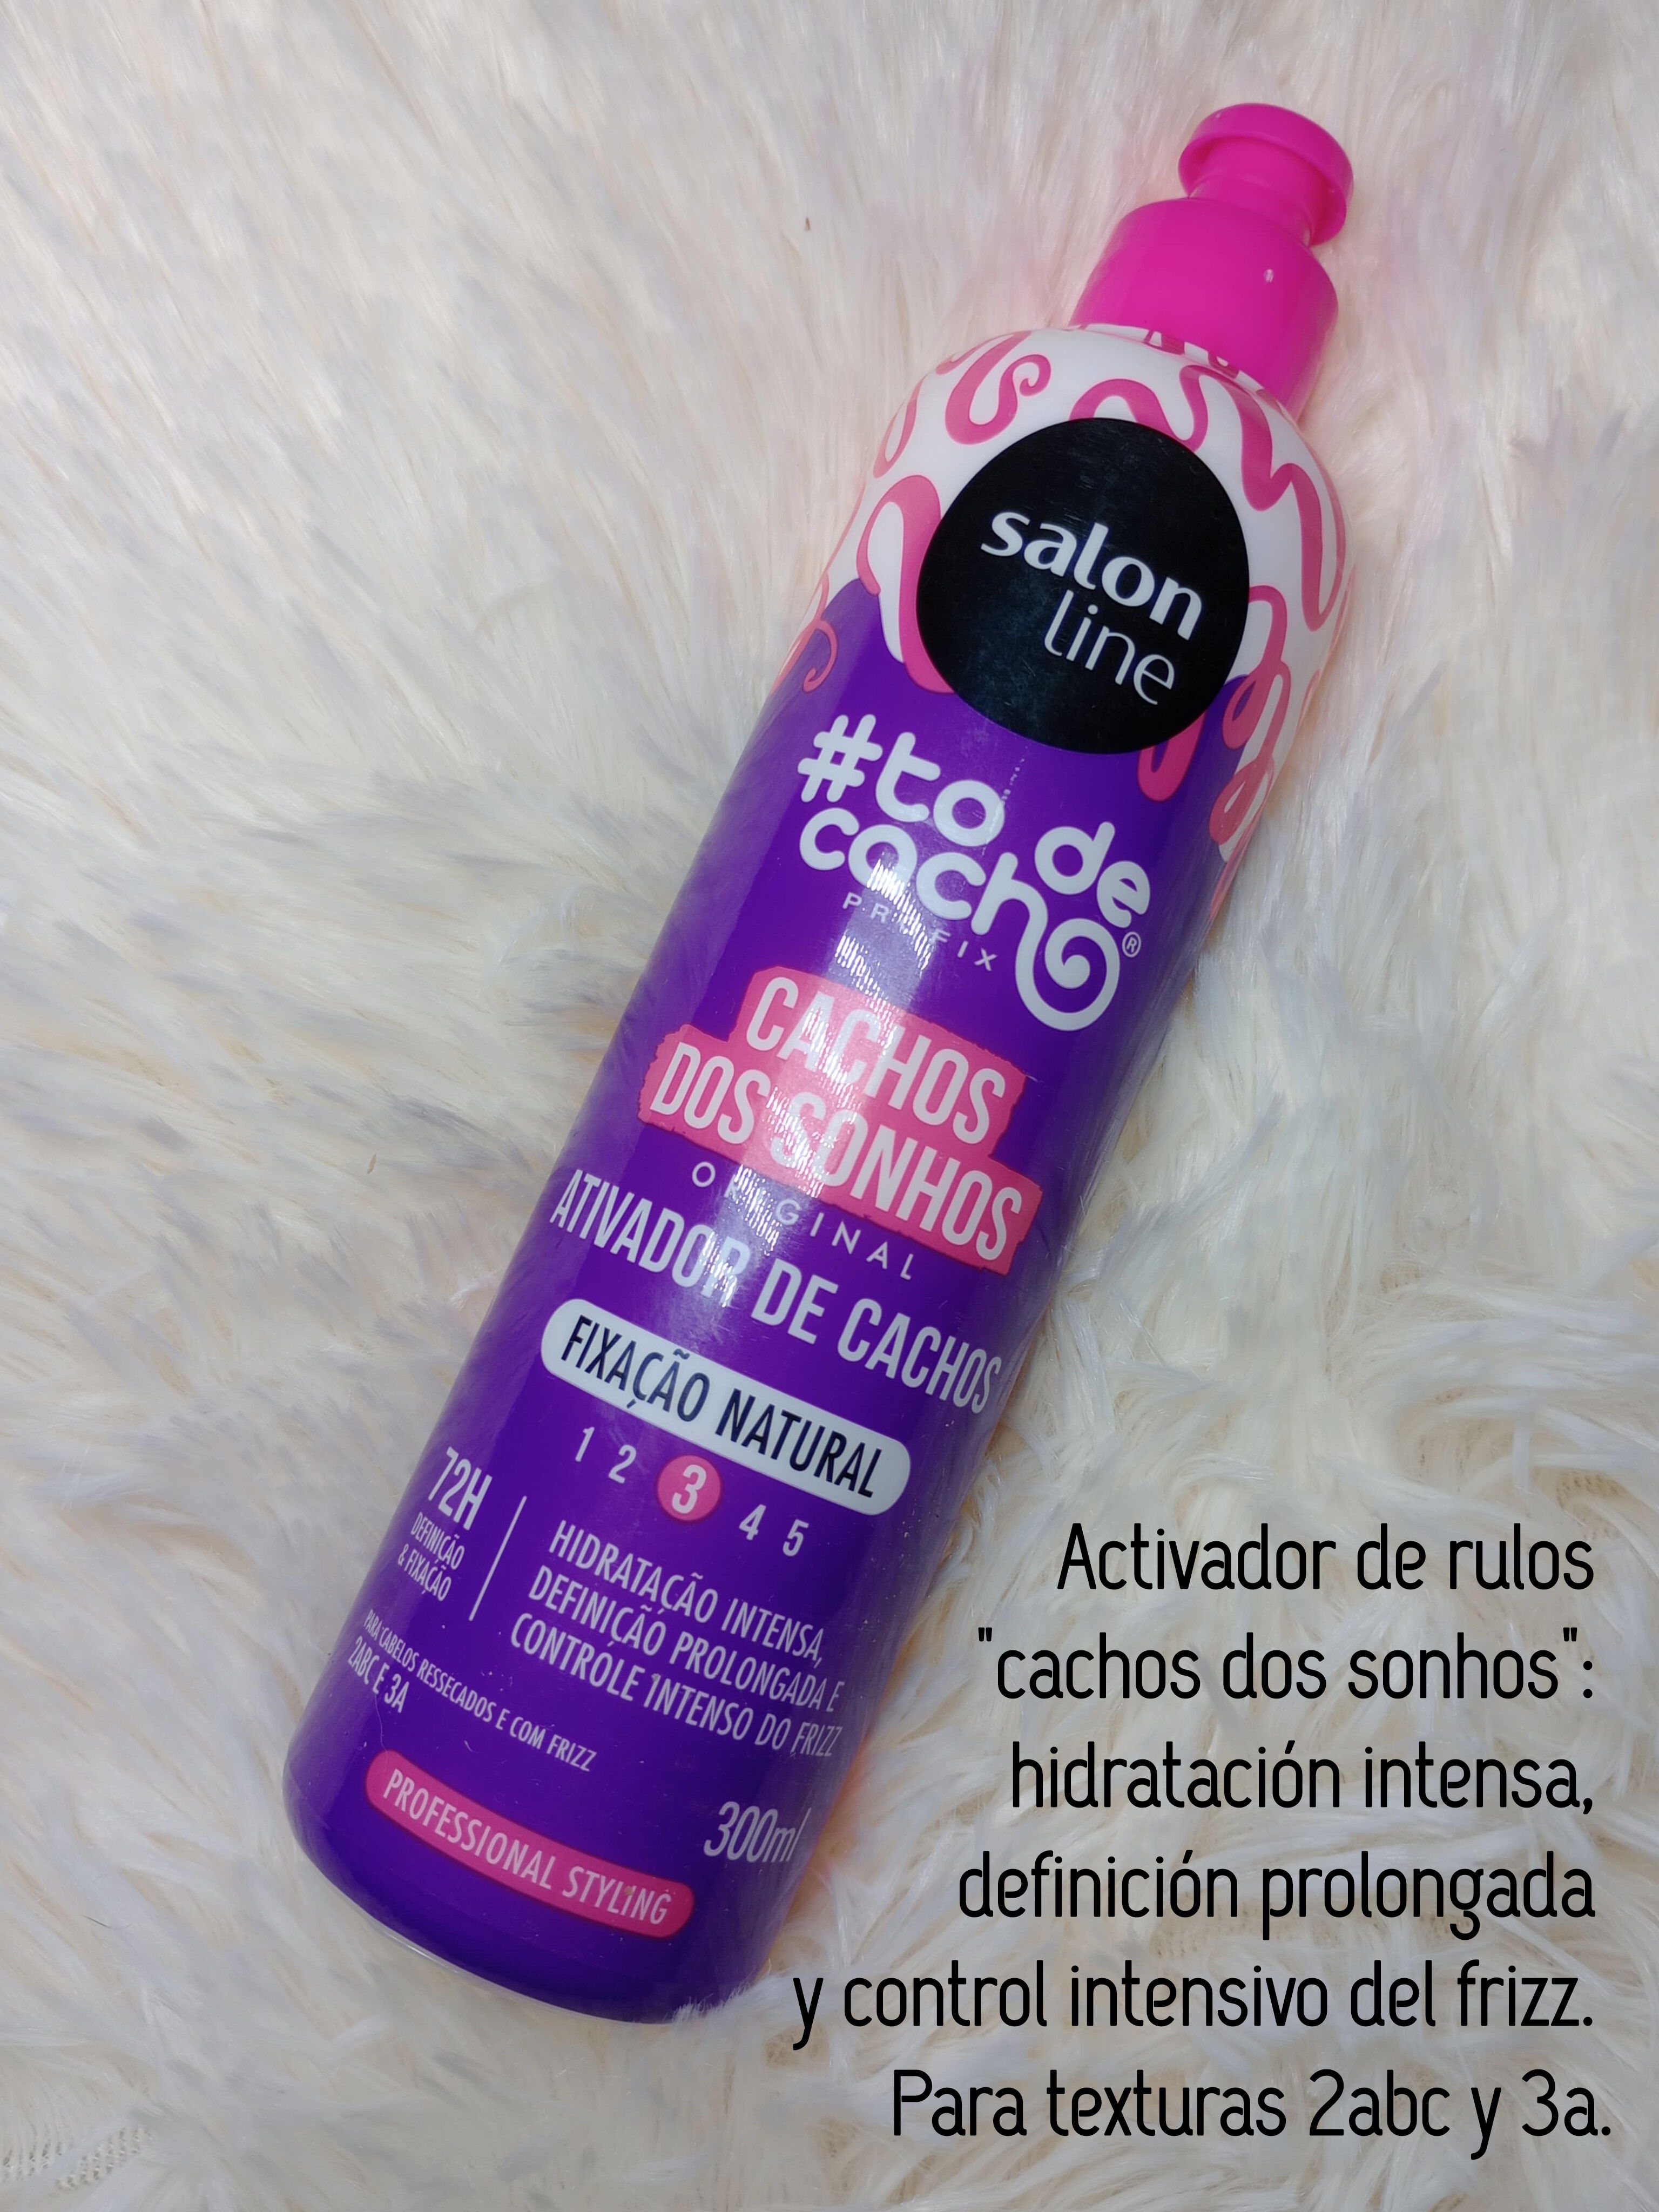 salon
line
#to de
cacho®
PRO FIX
CACHOS
DOS SONHOS
ORIGINAL
ATIVADOR DE CACHOS
FIXAÇÃO NATURAL
1 2 3 4 5
72H
DEFINIÇÃO
& FIXAÇÃO
HIDRATAÇÃO INTENSA,
DEFINIÇÃO PROLONGADA E
CONTROLE INTENSO DO FRIZZ
PARA CABELOS RESSECADOS E COM FRIZZ
2ABC E 3A
300ml
PROFESSIONAL STYLING
Activador de rulos
"cachos dos sonhos":
hidratación intensa,
definición prolongada
y control intensivo del frizz.
Para texturas 2abc y 3a.